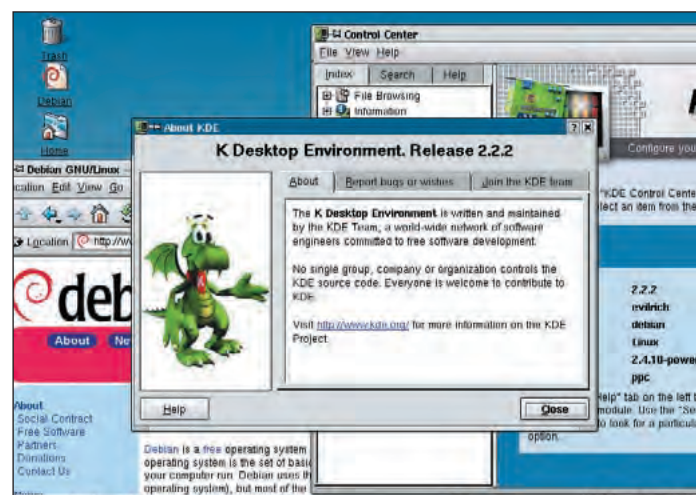 Trash
Debian
Home
Control Center
File View Help
Index Search Help
File Browsing
Information
Configure you
"KDE Control Cente
lect an item from the
2.2.2
evilrich
debian
Linux
2.4.18-power
ppc
Help" tab on the left t
module. Use the "Se
to look for a particula
option.
About KDE
K Desktop Environment. Release 2.2.2
About Report bugs or wishes Join the KDE team
The K Desktop Environment is written and maintained
by the KDE Team, a world-wide network of software
engineers committed to free software development.
No single group, company or organization controls the
KDE source code. Everyone is welcome to contribute to
KDE.
Visit http://www.kde.org/ for more information on the KDE
Project.
Help Close
Debian GNU/Linux
cation Edit View Go
Location http://ww
deb
About Ne
About
Social Contract
Free Software
Partners
Donations
Contact Us
Debian is a free operating system
operating system is the set of basi
your computer run. Debian uses th
operating system), but most of the